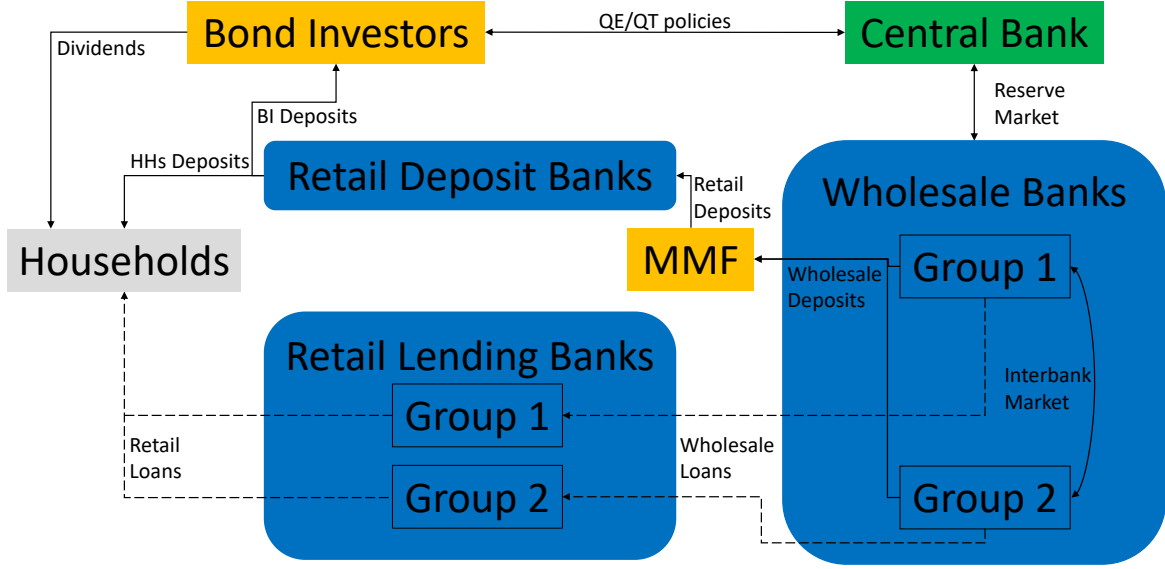 Bond Investors
QE/QT policies
Central Bank
Dividends
BI Deposits
Reserve
Market
HHs Deposits
Retail Deposit Banks
Retail
Deposits
Wholesale Banks
Households
MMF
Wholesale
Deposits
Group 1
Retail Lending Banks
Interbank
Market
Group 1
Retail
Loans
Wholesale
Loans
Group 2
Group 2